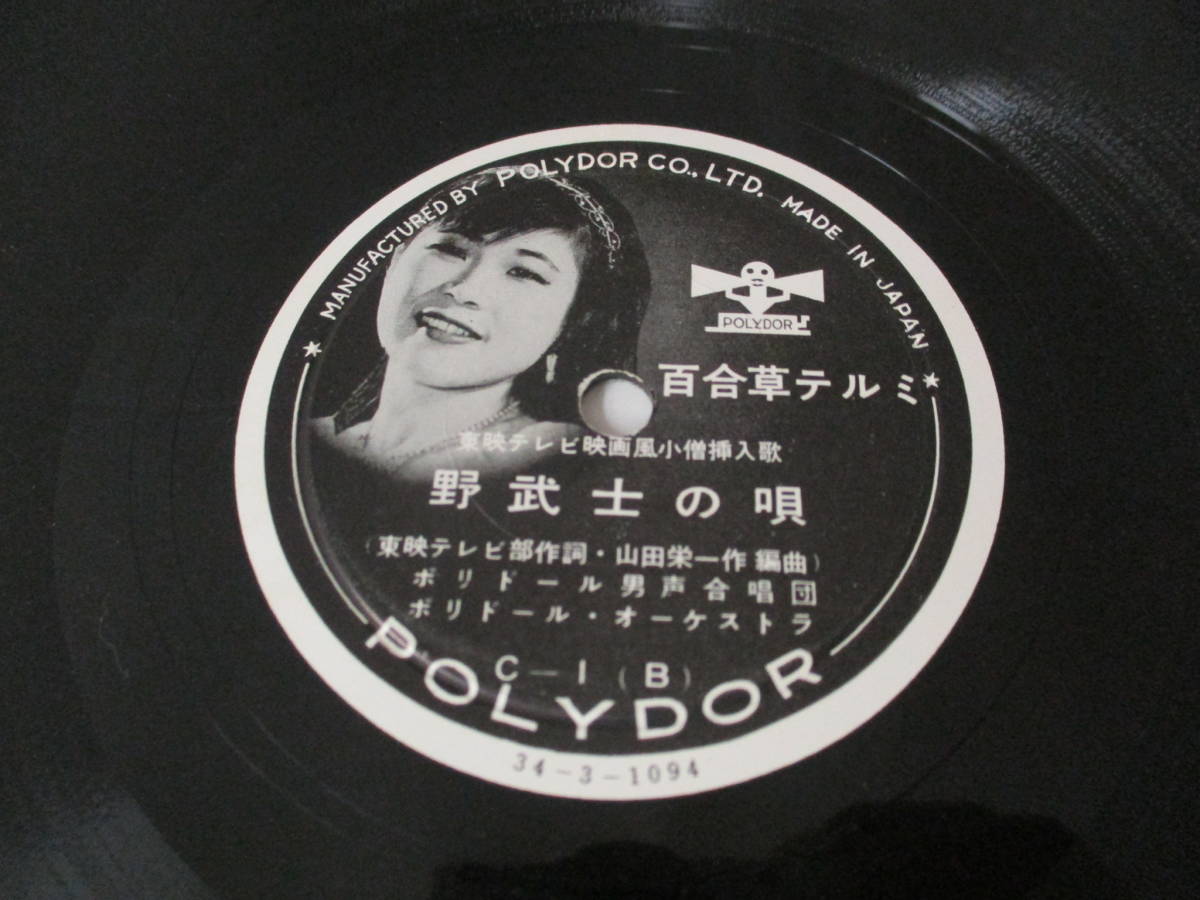 ★ MANUFACTURED BY POLYDOR CO., LTD. MADE IN JAPAN ★
POLYDOR
百合草テルミ
東映テレビ映画風小僧挿入歌
野武士の唄
(東映テレビ部作詞・山田栄一作編曲)
ポリドール男声合唱団
ポリドール・オーケストラ
C-1(B)
POLYDOR
34-3-1094